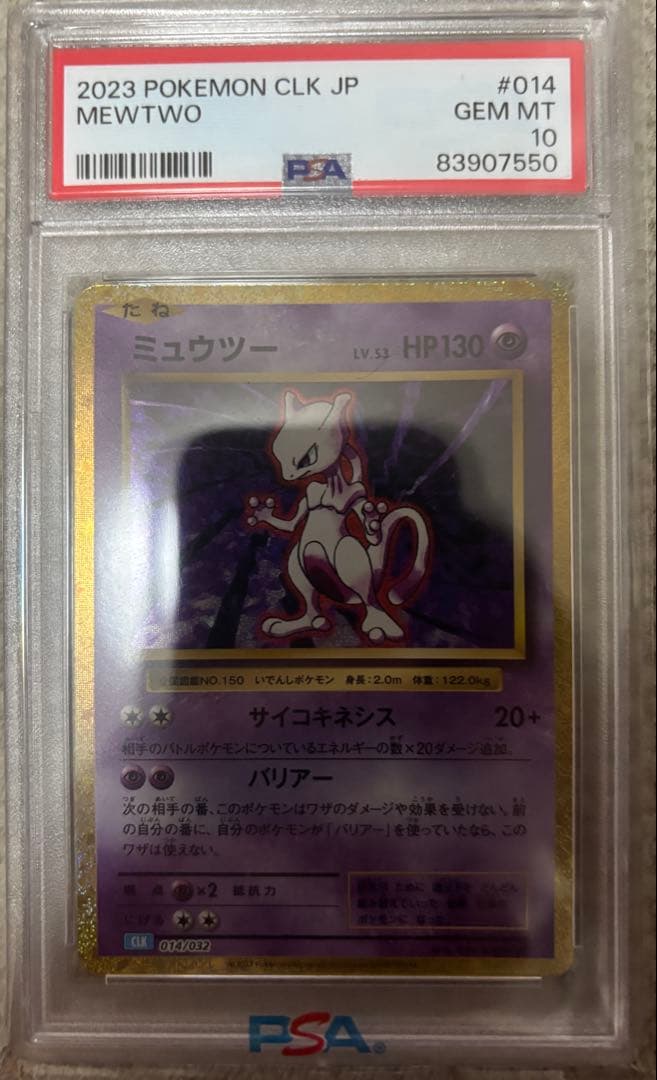 2023 POKEMON CLK JP #014
MEWTWO GEM MT
10
83907550
PSA
たね
ミュウツー LV.53 HP130
全国図鑑NO.150 いでんしポケモン 身長:2.0m 体重:122.0kg
サイコキネシス 20+
相手のバトルポケモンについているエネルギーの数×20ダメージ追加。
バリアー
次の相手の番、このポケモンはワザのダメージや効果を受けない。前
の自分の番に、自分のポケモンが「バリアー」を使っていたなら、この
ワザは使えない。
弱点 ×2 抵抗力
にげる
CLK 014/032
PSA®